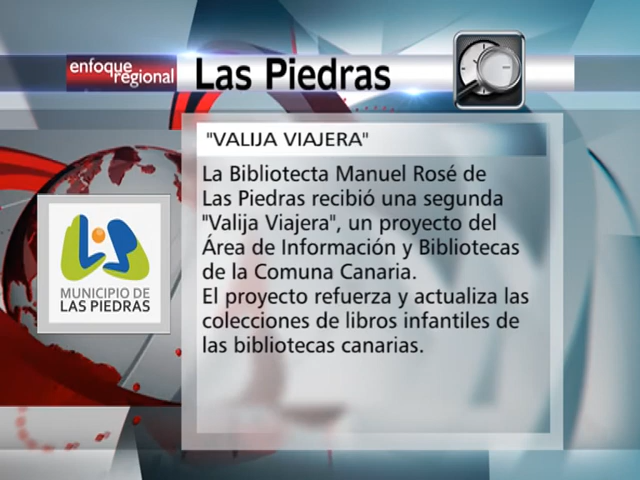 enfoque
regional
Las Piedras
"VALIJA VIAJERA"
La Bibliotecta Manuel Rosé de
Las Piedras recibió una segunda
"Valija Viajera", un proyecto del
Área de Información y Bibliotecas
de la Comuna Canaria.
El proyecto refuerza y actualiza las
colecciones de libros infantiles de
las bibliotecas canarias.
MUNICIPIO DE
LAS PIEDRAS